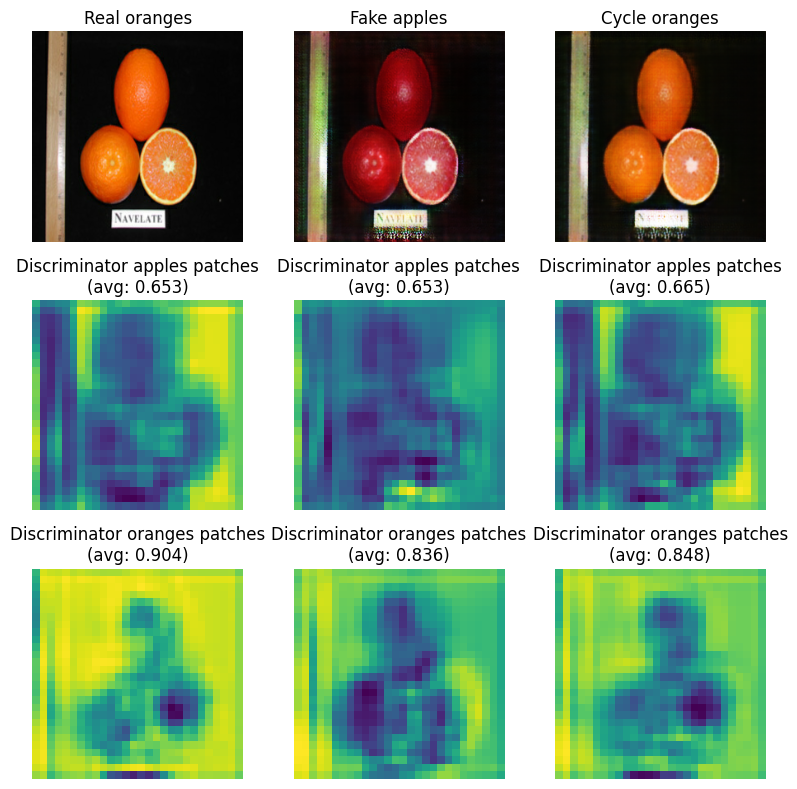 Real oranges
Fake apples
Cycle oranges
NAVELATE
NAVELATE
NAVELATE
Discriminator apples patches
(avg: 0.653)
Discriminator apples patches
(avg: 0.653)
Discriminator apples patches
(avg: 0.665)
Discriminator oranges patches
(avg: 0.904)
Discriminator oranges patches
(avg: 0.836)
Discriminator oranges patches
(avg: 0.848)